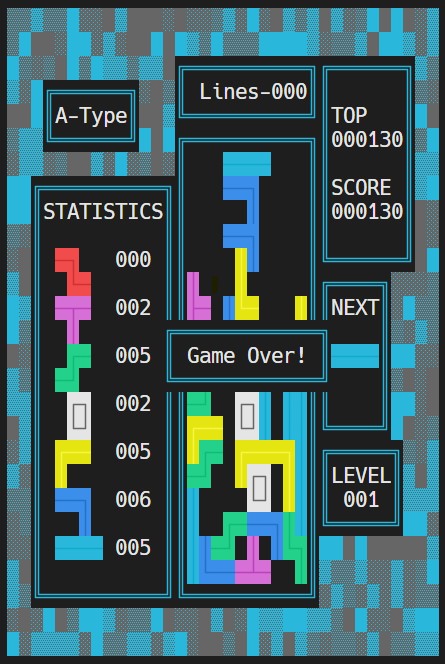 Lines-000
A-Type
TOP
000130
SCORE
000130
STATISTICS
000
002
005
002
005
006
005
NEXT
Game Over!
LEVEL
001